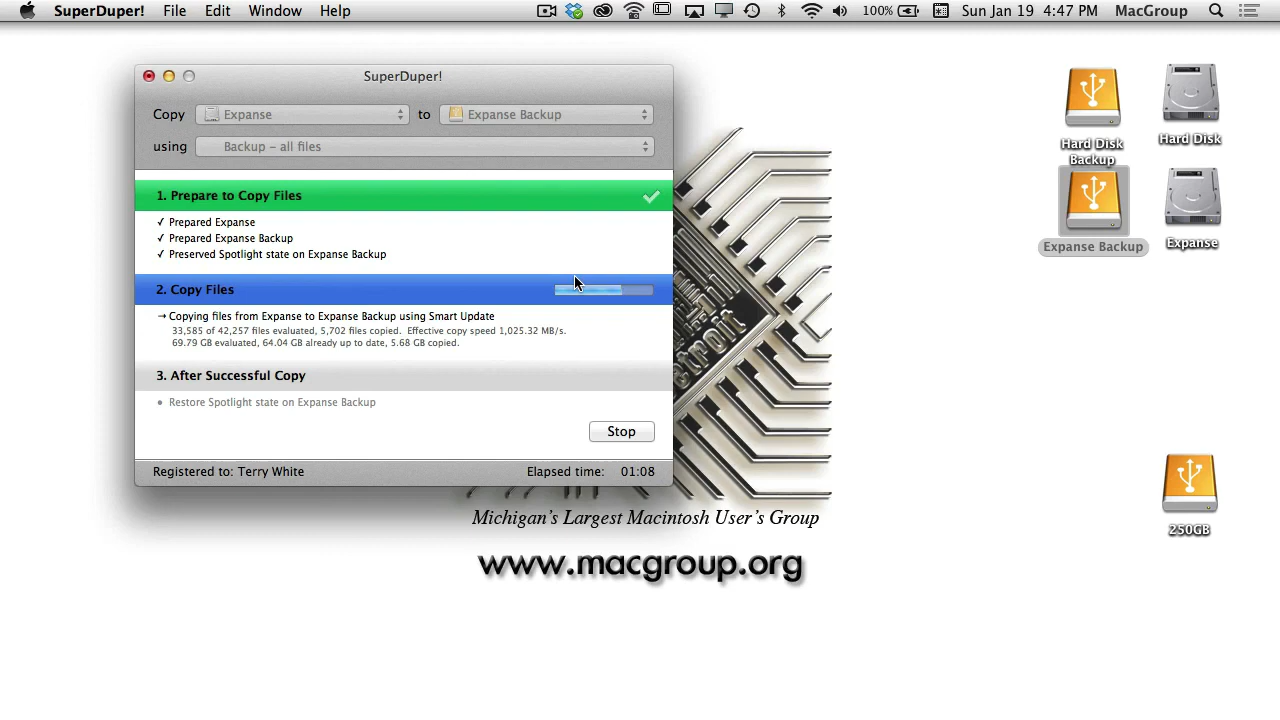 SuperDuper! File Edit Window Help 100% Sun Jan 19 4:47 PM MacGroup
SuperDuper!
Copy Expanse to Expanse Backup
using Backup – all files
1. Prepare to Copy Files
✓ Prepared Expanse
✓ Prepared Expanse Backup
✓ Preserved Spotlight state on Expanse Backup
2. Copy Files
→ Copying files from Expanse to Expanse Backup using Smart Update
33,585 of 42,257 files evaluated, 5,702 files copied. Effective copy speed 1,025.32 MB/s.
69.79 GB evaluated, 64.04 GB already up to date, 5.68 GB copied.
3. After Successful Copy
• Restore Spotlight state on Expanse Backup
Stop
Registered to: Terry White Elapsed time: 01:08
Hard Disk
Backup
Hard Disk
Expanse Backup
Expanse
250GB
etroit
Michigan's Largest Macintosh User's Group
www.macgroup.org